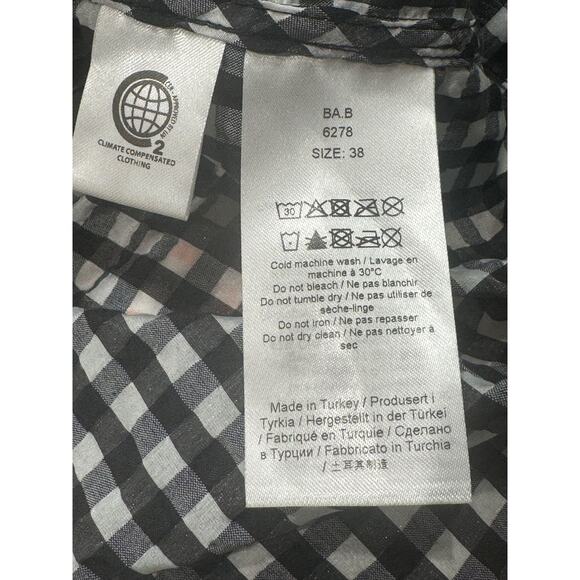 2
CLIMATE COMPENSATED
CLOTHING
BA.B
6278
SIZE: 38
30
Cold machine wash / Lavage en
machine à 30°C
Do not bleach / Ne pas blanchir
Do not tumble dry / Ne pas utiliser de
sèche-linge
Do not iron / Ne pas repasser
Do not dry clean / Ne pas nettoyer à
sec
Made in Turkey / Produsert i
Tyrkia / Hergestellt in der Türkei
/ Fabriqué en Turquie / Сделано
в Турции / Fabbricato in Turchia
/ 土耳其制造